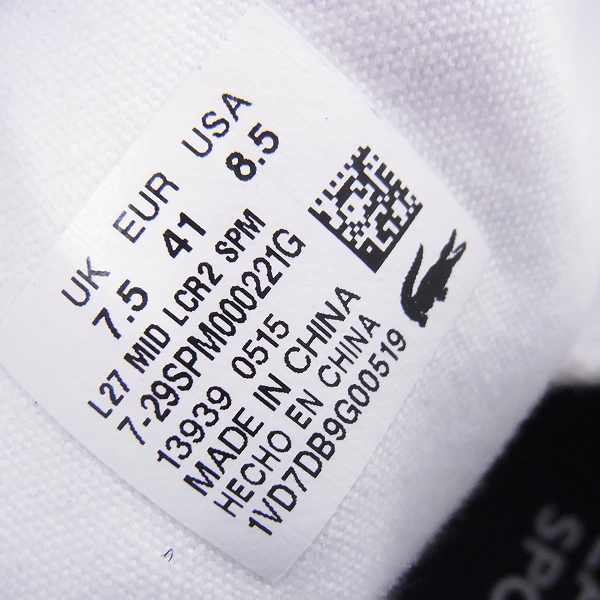 UK EUR USA
7.5 41 8.5
L27 MID LCR2 SPM
7-29SPM000221G
13939 0515
MADE IN CHINA
HECHO EN CHINA
1VD7DB9G00519
SPO